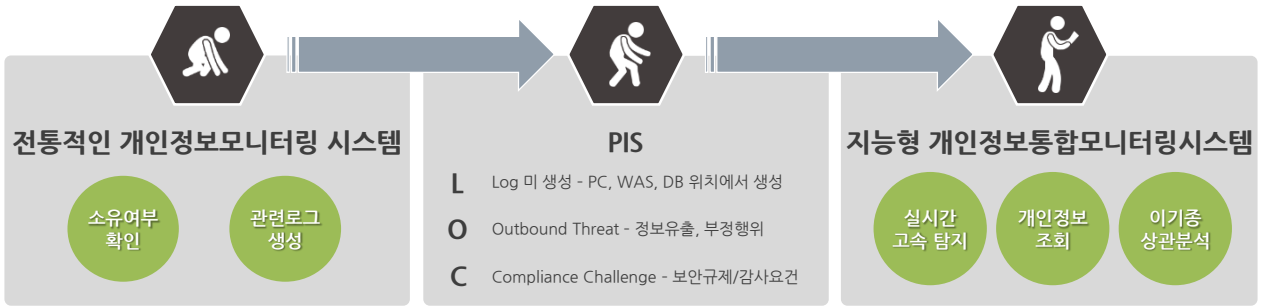 전통적인 개인정보모니터링 시스템
소유여부
확인
관련로그
생성
PIS
L Log 미 생성 - PC, WAS, DB 위치에서 생성
O Outbound Threat - 정보유출, 부정행위
C Compliance Challenge - 보안규제/감사요건
지능형 개인정보통합모니터링시스템
실시간
고속 탐지
개인정보
조회
이기종
상관분석